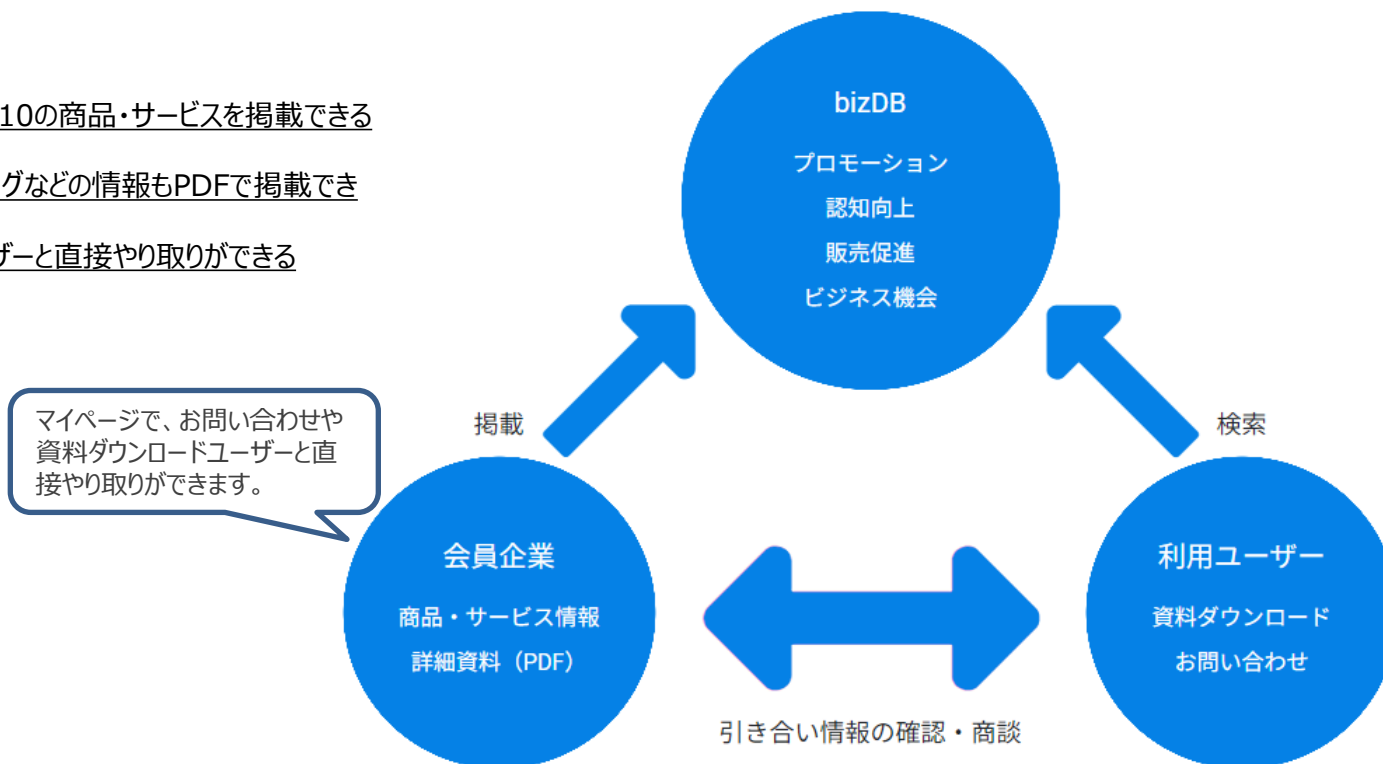 10の商品・サービスを掲載できる
グなどの情報もPDFで掲載でき
ザーと直接やり取りができる
bizDB
プロモーション
認知向上
販売促進
ビジネス機会
掲載
検索
マイページで、お問い合わせや
資料ダウンロードユーザーと直
接やり取りができます。
会員企業
商品・サービス情報
詳細資料（PDF）
利用ユーザー
資料ダウンロード
お問い合わせ
引き合い情報の確認・商談